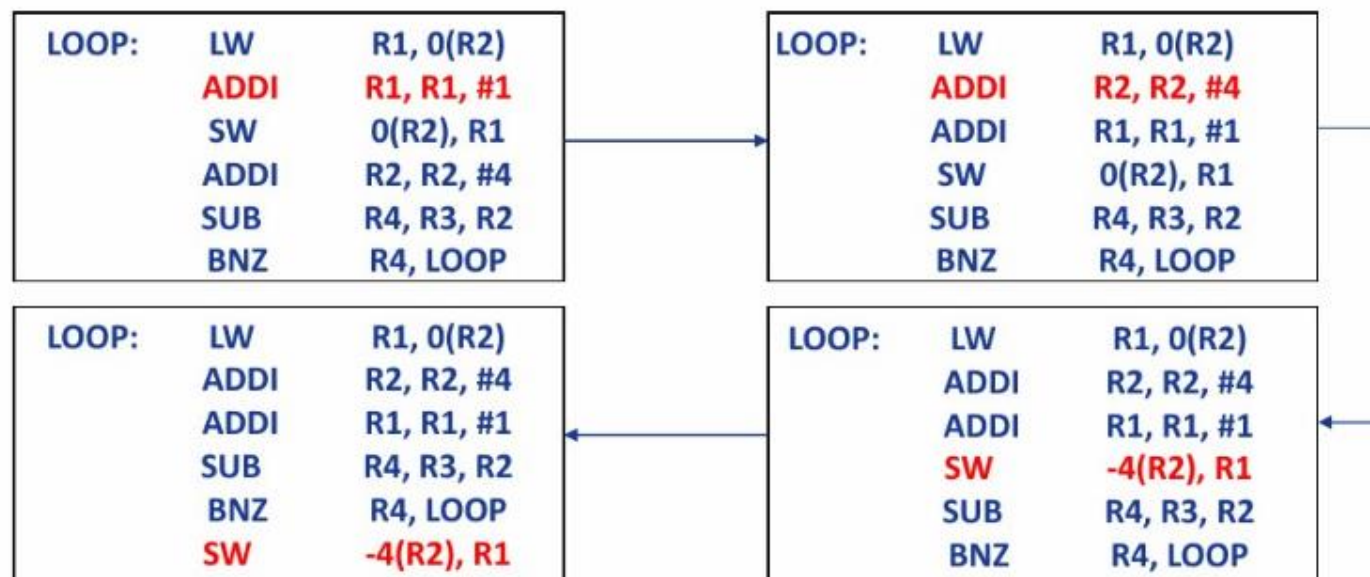 LOOP: LW R1, 0(R2)
ADDI R1, R1, #1
SW 0(R2), R1
ADDI R2, R2, #4
SUB R4, R3, R2
BNZ R4, LOOP
LOOP: LW R1, 0(R2)
ADDI R2, R2, #4
ADDI R1, R1, #1
SW 0(R2), R1
SUB R4, R3, R2
BNZ R4, LOOP
LOOP: LW R1, 0(R2)
ADDI R2, R2, #4
ADDI R1, R1, #1
SUB R4, R3, R2
BNZ R4, LOOP
SW -4(R2), R1
LOOP: LW R1, 0(R2)
ADDI R2, R2, #4
ADDI R1, R1, #1
SW -4(R2), R1
SUB R4, R3, R2
BNZ R4, LOOP